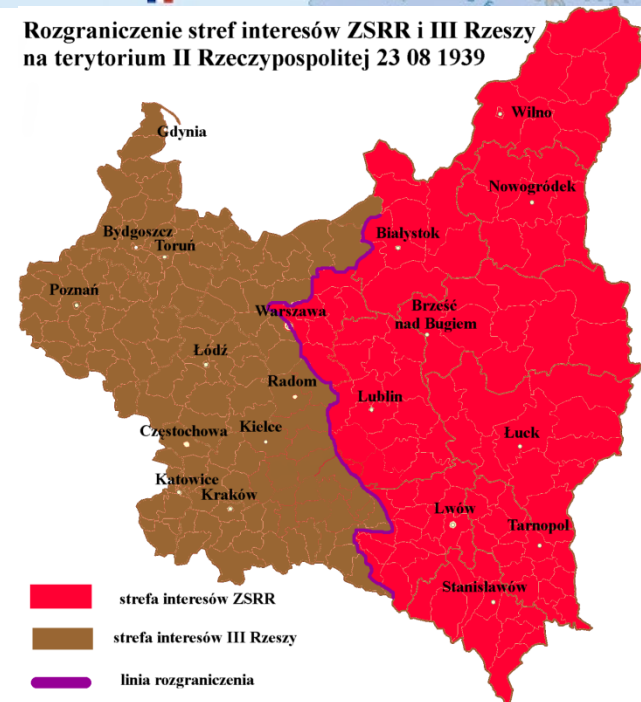 Rozgraniczenie stref interesów ZSRR i III Rzeszy
na terytorium II Rzeczypospolitej 23 08 1939
Gdynia
Wilno
Nowogródek
Bydgoszcz
Toruń
Białystok
Poznań
Warszawa
Brześć
nad Bugiem
Łódź
Radom
Lublin
Częstochowa
Kielce
Łuck
Katowice
Kraków
Lwów
Tarnopol
Stanisławów
strefa interesów ZSRR
strefa interesów III Rzeszy
linia rozgraniczenia